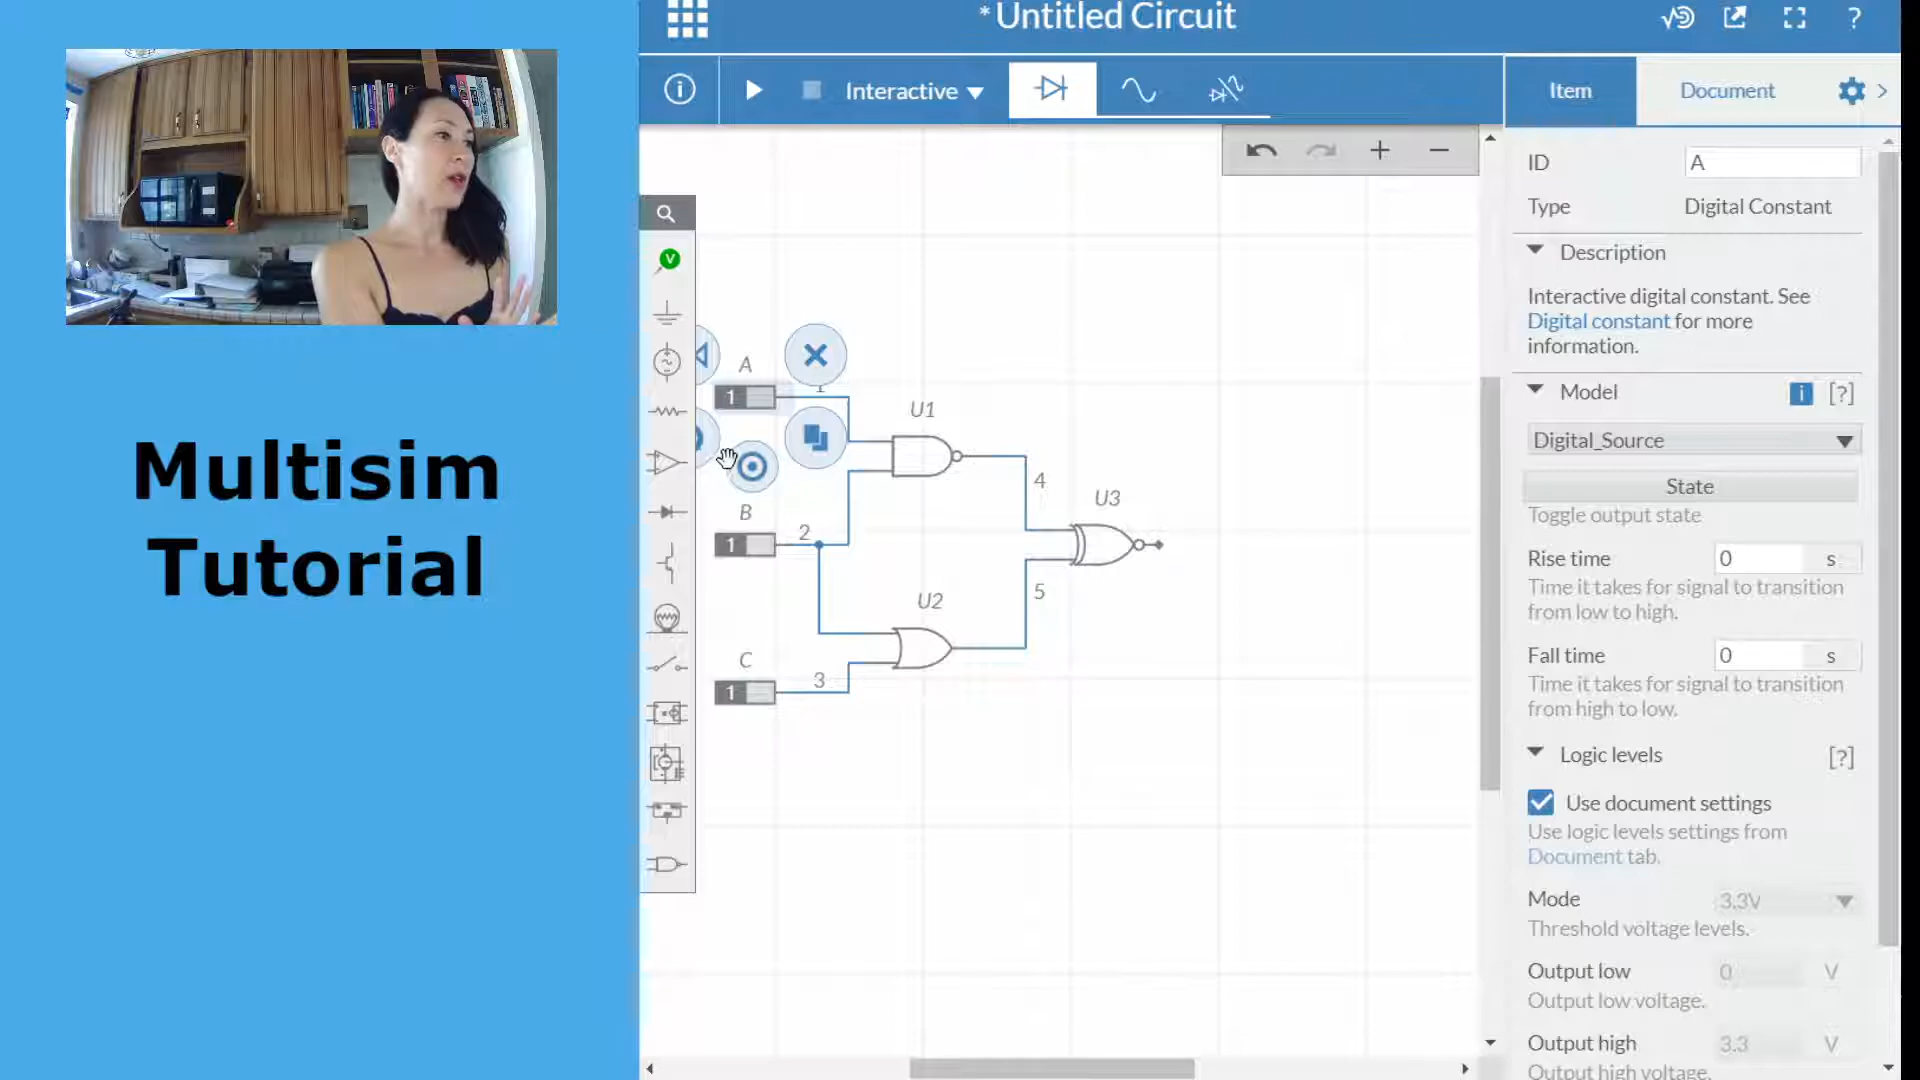 *Untitled Circuit
?
Interactive
Item
Document
ID
A
Type
Digital Constant
Description
Interactive digital constant. See
Digital constant for more
information.
Model
i
[?]
Digital_Source
State
Toggle output state
Rise time
0
s
Time it takes for signal to transition
from low to high.
Fall time
0
s
Time it takes for signal to transition
from high to low.
Logic levels
[?]
Use document settings
Use logic levels settings from
Document tab.
Mode
3.3V
Threshold voltage levels.
Output low
0
V
Output low voltage.
Output high
3.3
V
Output high voltage.
V
A
1
1
B
1
2
C
1
3
U1
U2
U3
4
5
Multisim
Tutorial